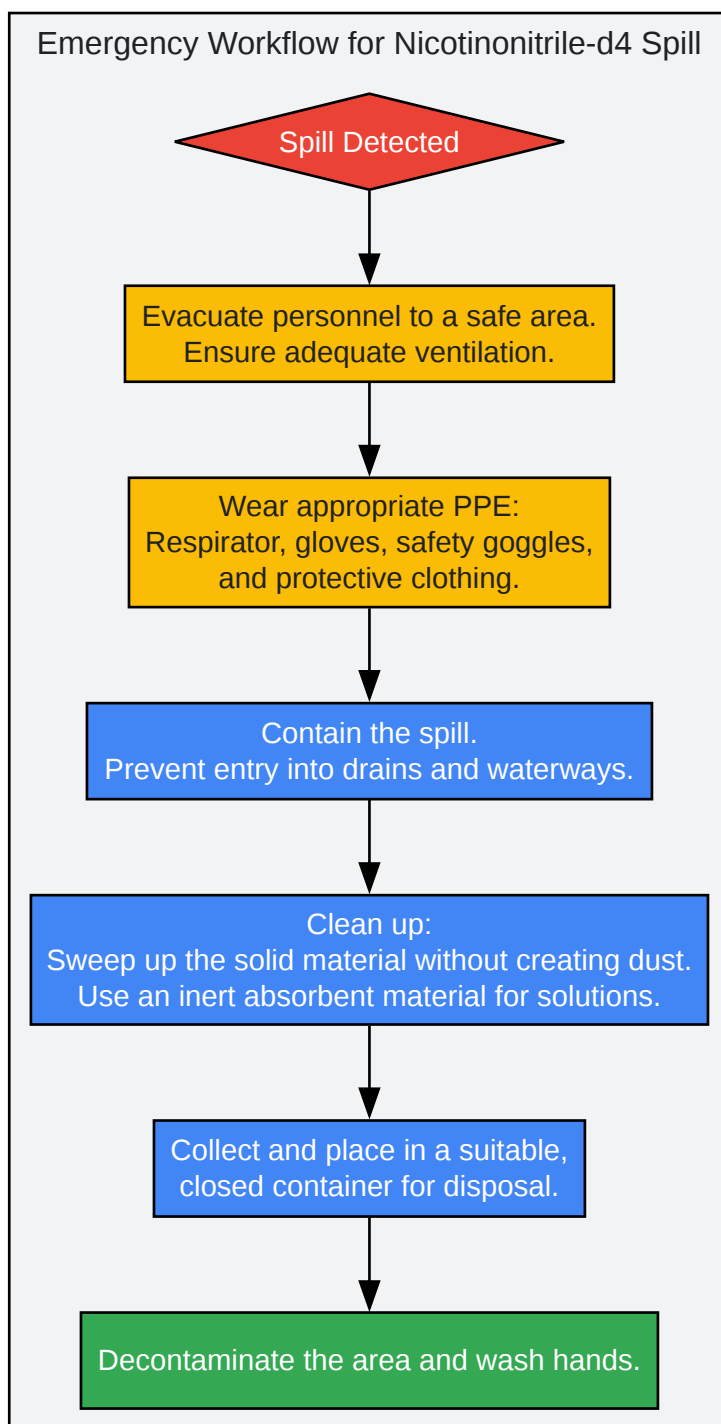 Emergency Workflow for Nicotinonitrile-d4 Spill
Spill Detected
Evacuate personnel to a safe area.
Ensure adequate ventilation.
Wear appropriate PPE:
Respirator, gloves, safety goggles,
and protective clothing.
Contain the spill.
Prevent entry into drains and waterways.
Clean up:
Sweep up the solid material without creating dust.
Use an inert absorbent material for solutions.
Collect and place in a suitable,
closed container for disposal.
Decontaminate the area and wash hands.